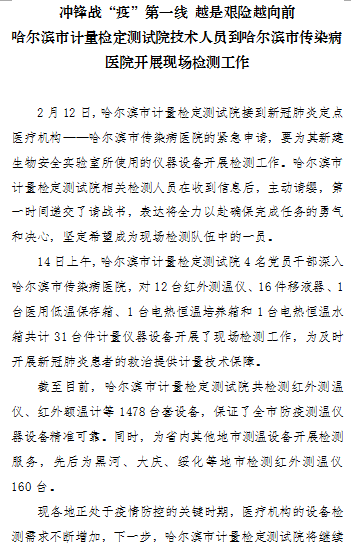 冲锋战“疫”第一线 越是艰险越向前
哈尔滨市计量检定测试院技术人员到哈尔滨市传染病
医院开展现场检测工作
2月12日，哈尔滨市计量检定测试院接到新冠肺炎定点
医疗机构——哈尔滨市传染病医院的紧急申请，要为其新建
生物安全实验室所使用的仪器设备开展检测工作。哈尔滨市
计量检定测试院相关检测人员在收到信息后，主动请缨，第
一时间递交了请战书，表达将全力以赴确保完成任务的勇气
和决心，坚定希望成为现场检测队伍中的一员。
14日上午，哈尔滨市计量检定测试院4名党员干部深入
哈尔滨市传染病医院，对12台红外测温仪、16件移液器、1
台医用低温保存箱、1台电热恒温培养箱和1台电热恒温水
箱共计31台件计量仪器设备开展了现场检测工作，为及时
开展新冠肺炎患者的救治提供计量技术保障。
截至目前，哈尔滨市计量检定测试院共检测红外测温
仪、红外额温计等1478台套设备，保证了全市防疫测温仪
器设备精准可靠。同时，为省内其他地市测温设备开展检测
服务，先后为黑河、大庆、绥化等地市检测红外测温仪
160台。
现各地正处于疫情防控的关键时期，医疗机构的设备检
测需求不断增加，下一步，哈尔滨市计量检定测试院将继续